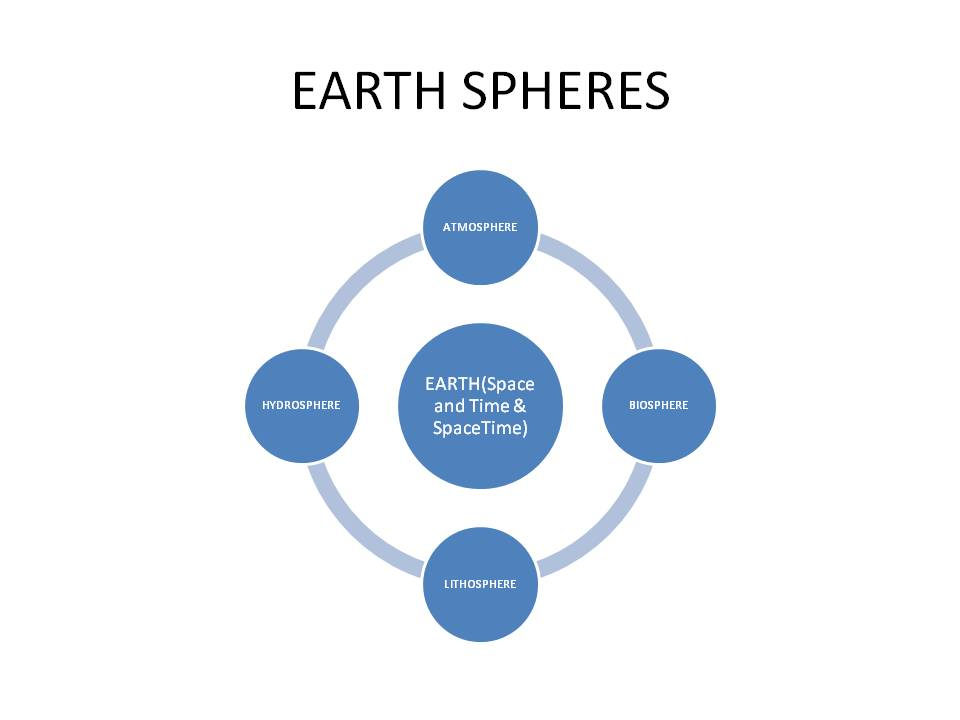 EARTH SPHERES
ATMOSPHERE
EARTH(Space
and Time &
SpaceTime)
HYDROSPHERE
BIOSPHERE
LITHOSPHERE